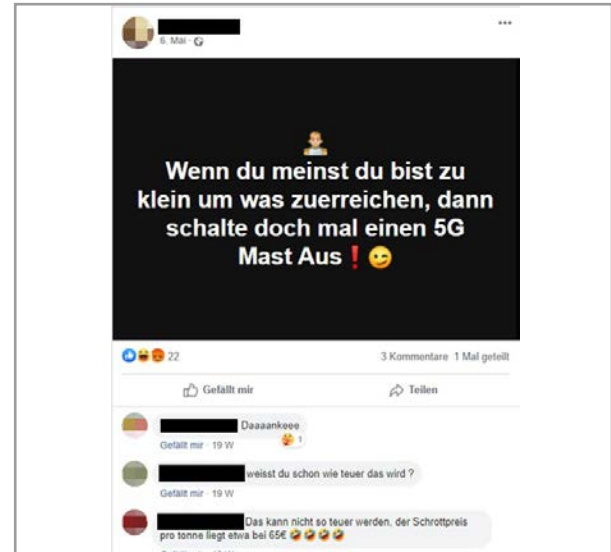 6. Mai
Wenn du meinst du bist zu
klein um was zuerreichen, dann
schalte doch mal einen 5G
Mast Aus❗😉
22
3 Kommentare 1 Mal geteilt
Gefällt mir
Teilen
Daaaankeee
1
Gefällt mir · 19 W
weisst du schon wie teuer das wird ?
Gefällt mir · 19 W
Das kann nicht so teuer werden. der Schrottpreis
pro tonne liegt etwa bei 65€ 🤣🤣🤣🤣